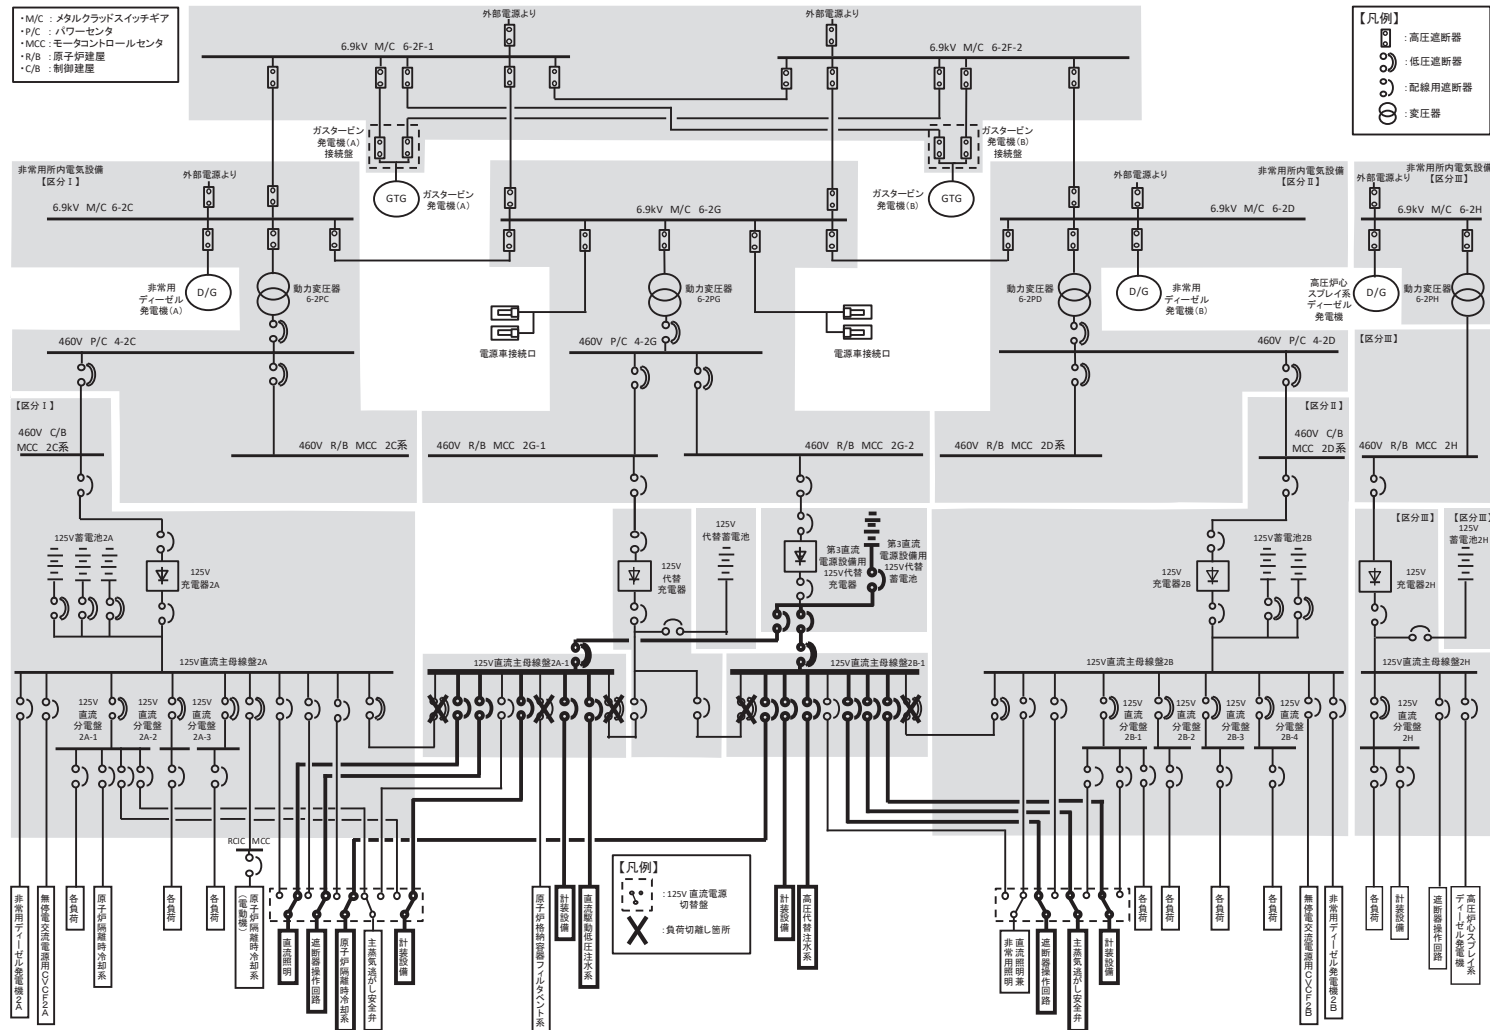 ・M/C : メタルクラッドスイッチギア
・P/C : パワーセンタ
・MCC : モータコントロールセンタ
・R/B : 原子炉建屋
・C/B : 制御建屋
外部電源より
外部電源より
6.9kV M/C 6-2F-1
6.9kV M/C 6-2F-2
【凡例】
: 高圧遮断器
: 低圧遮断器
: 配線用遮断器
: 変圧器
ガスタービン
発電機(A)
接続盤
ガスタービン
発電機(B)
接続盤
非常用所内電気設備
【区分Ⅰ】
外部電源より
6.9kV M/C 6-2C
GTG
ガスタービン
発電機(A)
6.9kV M/C 6-2G
ガスタービン
発電機(B)
GTG
外部電源より
非常用所内電気設備
【区分Ⅱ】
6.9kV M/C 6-2D
非常用所内電気設備
【区分Ⅲ】
外部電源より
6.9kV M/C 6-2H
非常用
ディーゼル
発電機(A)
D/G
動力変圧器
6-2PC
動力変圧器
6-2PG
動力変圧器
6-2PD
D/G
非常用
ディーゼル
発電機(B)
高圧炉心
スプレイ系
ディーゼル
発電機
D/G
動力変圧器
6-2PH
電源車接続口
電源車接続口
460V P/C 4-2C
460V P/C 4-2G
460V P/C 4-2D
【区分Ⅲ】
【区分Ⅰ】
460V C/B
MCC 2C系
460V R/B MCC 2C系
460V R/B MCC 2G-1
460V R/B MCC 2G-2
460V R/B MCC 2D系
【区分Ⅱ】
460V C/B
MCC 2D系
460V R/B MCC 2H
125V蓄電池2A
125V
充電器2A
125V
代替
充電器
125V
代替蓄電池
第3直流
電源設備用
125V代替
充電器
第3直流
電源設備用
125V代替
蓄電池
125V
充電器2B
125V蓄電池2B
【区分Ⅲ】
125V
充電器2H
【区分Ⅲ】
125V
蓄電池2H
125V直流主母線盤2A
125V直流主母線盤2A-1
125V直流主母線盤2B-1
125V直流主母線盤2B
125V直流主母線盤2H
125V
直流
分電盤
2A-1
125V
直流
分電盤
2A-2
125V
直流
分電盤
2A-3
125V
直流
分電盤
2B-1
125V
直流
分電盤
2B-2
125V
直流
分電盤
2B-3
125V
直流
分電盤
2B-4
125V
直流
分電盤
2H
RCIC MCC
【凡例】
: 125V 直流電源
切替盤
: 負荷切離し箇所
非常用ディーゼル発電機2A
無停電交流電源用CVCF2A
各負荷
原子炉隔離時冷却系
各負荷
各負荷
原子炉隔離時冷却系
(電動機)
直流照明
遮断器操作回路
原子炉隔離時冷却系
主蒸気逃がし安全弁
計装設備
原子炉格納容器フィルタベント系
計装設備
直流駆動低圧注水系
計装設備
高圧代替注水系
直流照明兼
非常用照明
遮断器操作回路
主蒸気逃がし安全弁
計装設備
各負荷
各負荷
各負荷
各負荷
無停電交流電源用CVCF2B
非常用ディーゼル発電機2B
各負荷
計装設備
遮断器操作回路
高圧炉心スプレイ系
ディーゼル発電機